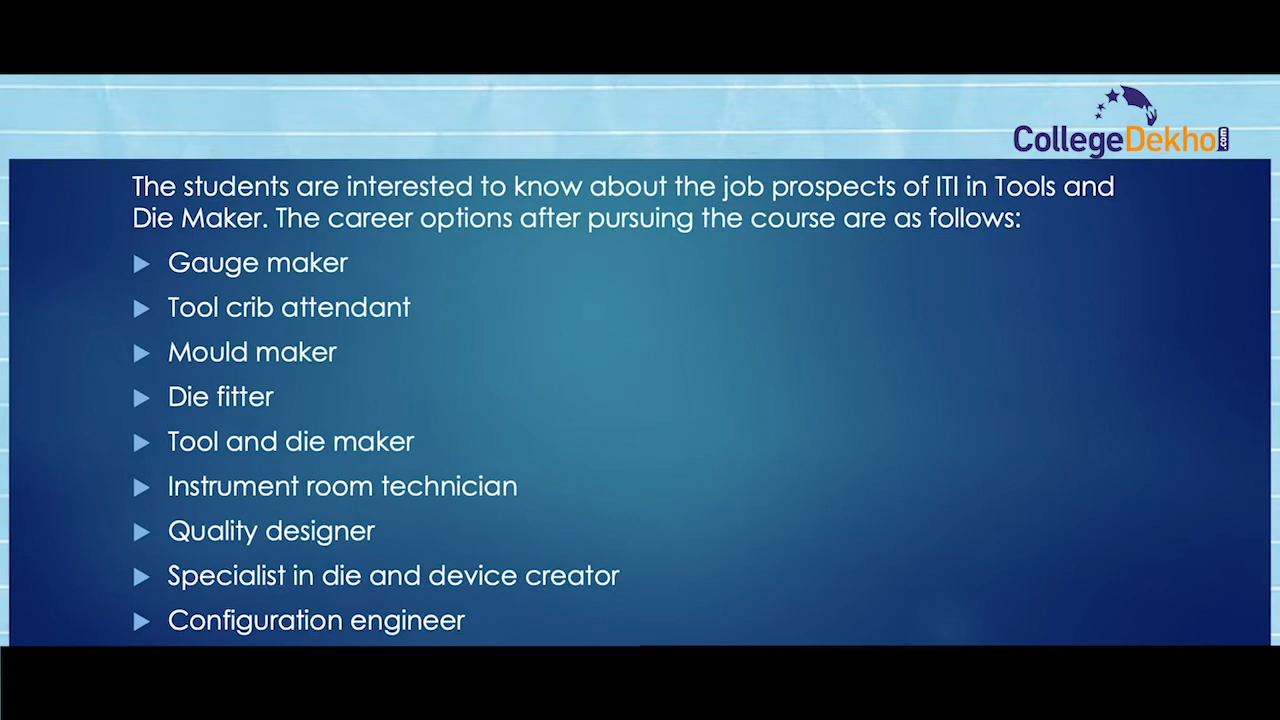 CollegeDekho.com
The students are interested to know about the job prospects of ITI in Tools and
Die Maker. The career options after pursuing the course are as follows:
Gauge maker
Tool crib attendant
Mould maker
Die fitter
Tool and die maker
Instrument room technician
Quality designer
Specialist in die and device creator
Configuration engineer